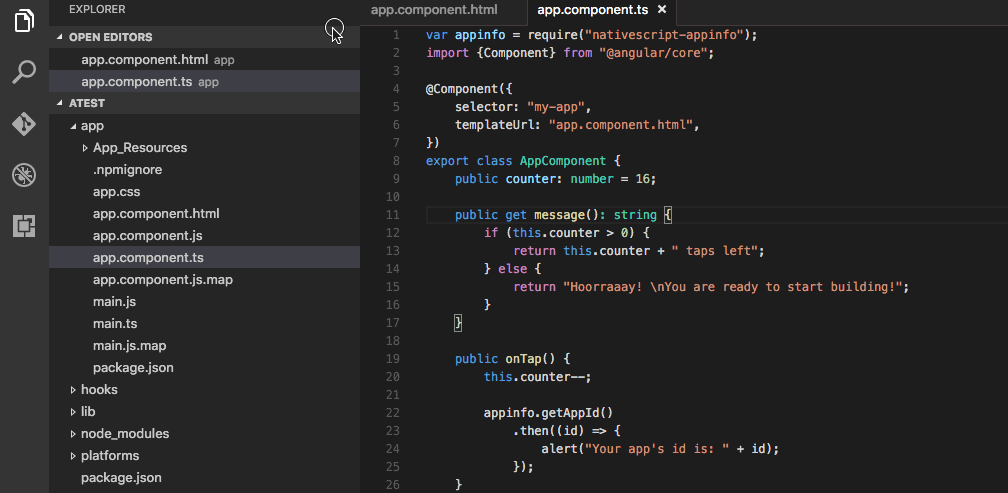 EXPLORER
OPEN EDITORS
app.component.html app
app.component.ts app
ATEST
app
App_Resources
.npmignore
app.css
app.component.html
app.component.js
app.component.ts
app.component.js.map
main.js
main.ts
main.js.map
package.json
hooks
lib
node_modules
platforms
package.json
app.component.html app.component.ts ×
1 var appinfo = require("nativescript-appinfo");
2 import {Component} from "@angular/core";
3
4 @Component({
5     selector: "my-app",
6     templateUrl: "app.component.html",
7 })
8 export class AppComponent {
9     public counter: number = 16;
10
11     public get message(): string {
12         if (this.counter > 0) {
13             return this.counter + " taps left";
14         } else {
15             return "Hoorraaay! \nYou are ready to start building!";
16         }
17     }
18
19     public onTap() {
20         this.counter--;
21
22         appinfo.getAppId()
23             .then((id) => {
24                 alert("Your app's id is: " + id);
25             });
26     }